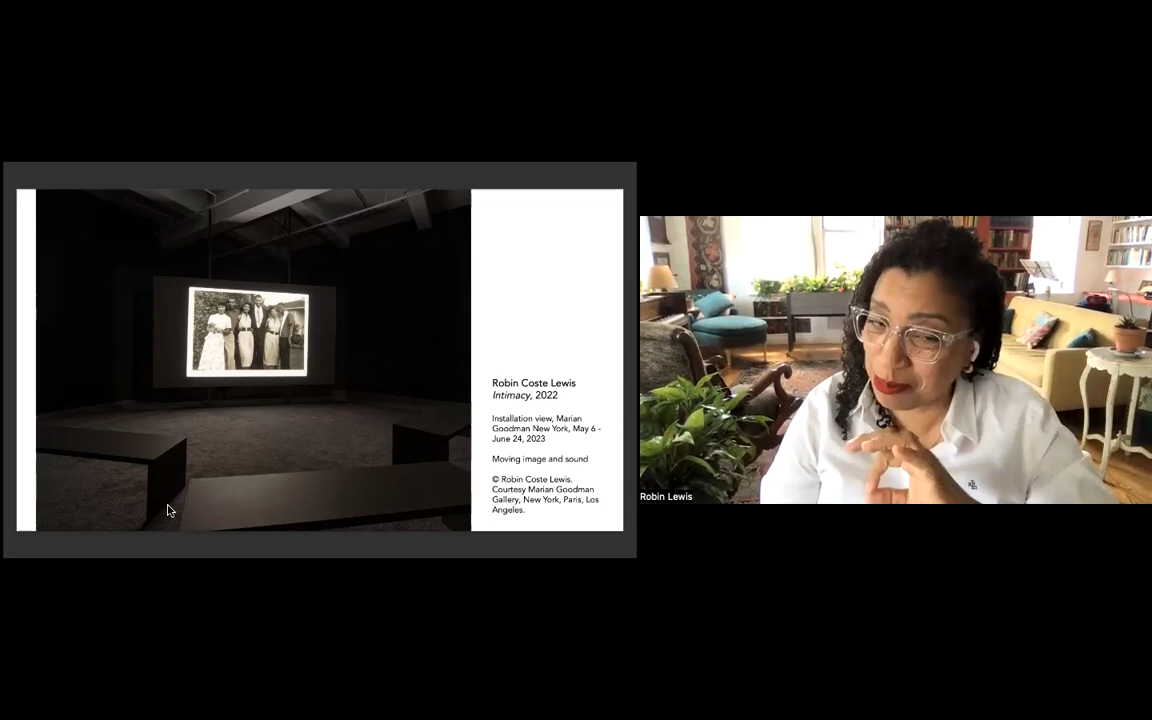 Robin Coste Lewis
Intimacy, 2022
Installation view, Marian
Goodman New York, May 6 -
June 24, 2023
Moving image and sound
© Robin Coste Lewis.
Courtesy Marian Goodman
Gallery, New York, Paris, Los
Angeles.
Robin Lewis